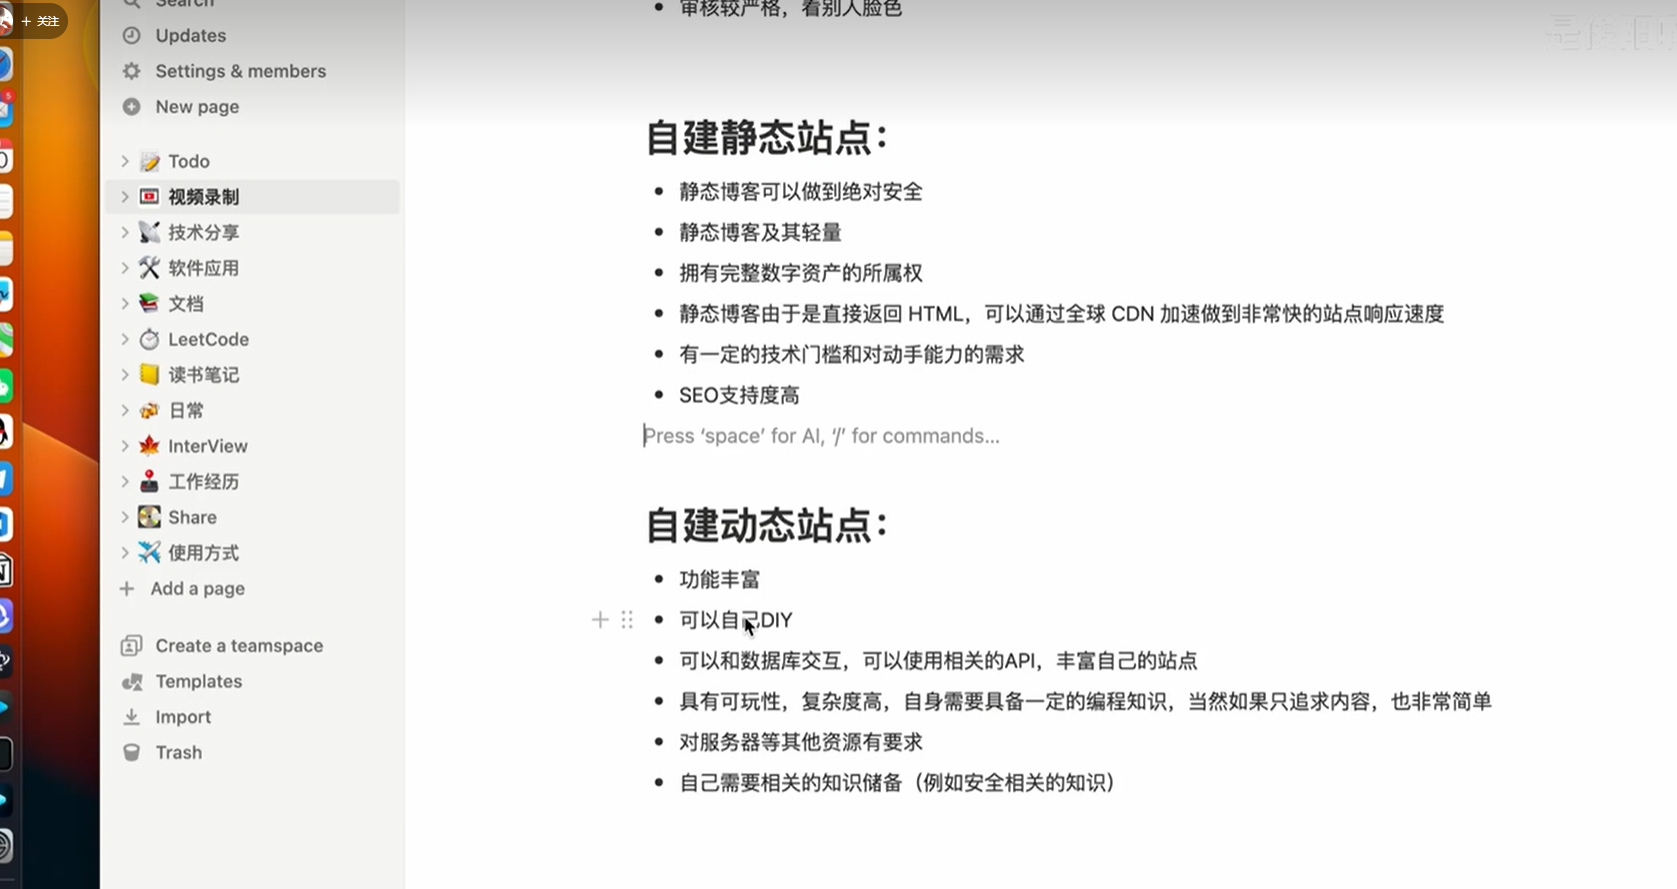 + 关注
Search
Updates
Settings & members
New page
Todo
视频录制
技术分享
软件应用
文档
LeetCode
读书笔记
日常
InterView
工作经历
Share
使用方式
Add a page
Create a teamspace
Templates
Import
Trash
审核较严格，看别人脸色
自建静态站点：
静态博客可以做到绝对安全
静态博客及其轻量
拥有完整数字资产的所属权
静态博客由于是直接返回 HTML，可以通过全球 CDN 加速做到非常快的站点响应速度
有一定的技术门槛和对动手能力的需求
SEO支持度高
Press ‘space’ for AI, ‘/’ for commands...
自建动态站点：
功能丰富
可以自己DIY
可以和数据库交互，可以使用相关的API，丰富自己的站点
具有可玩性，复杂度高，自身需要具备一定的编程知识，当然如果只追求内容，也非常简单
对服务器等其他资源有要求
自己需要相关的知识储备（例如安全相关的知识）